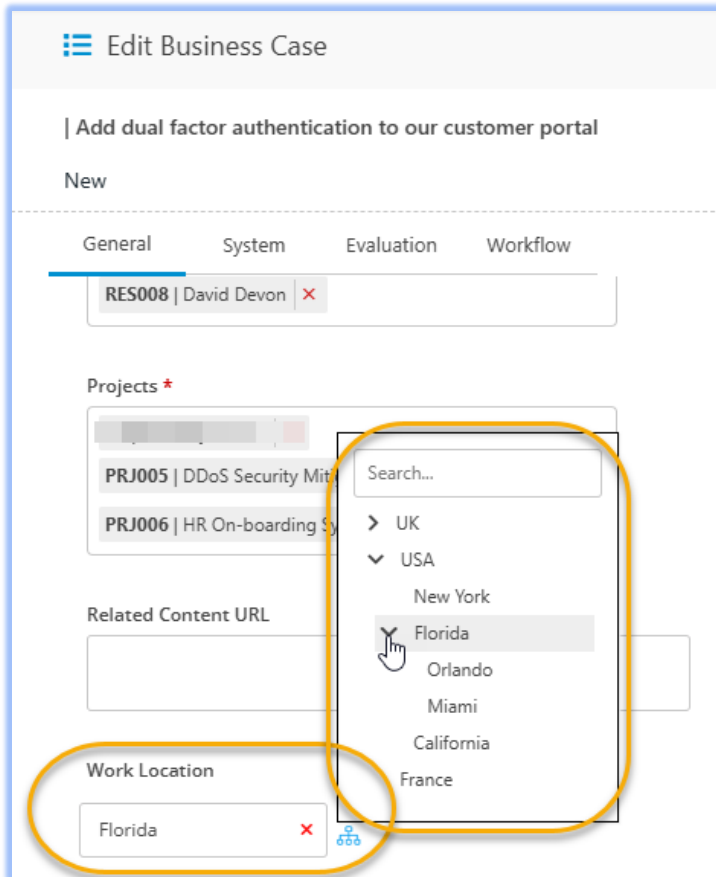 Edit Business Case
| Add dual factor authentication to our customer portal
New
General System Evaluation Workflow
RES008 | David Devon ×
Projects *
PRJ005 | DDoS Security
PRJ006 | HR On-boarding
Search...
UK
USA
New York
Florida
Orlando
Miami
California
France
Related Content URL
Work Location
Florida ×